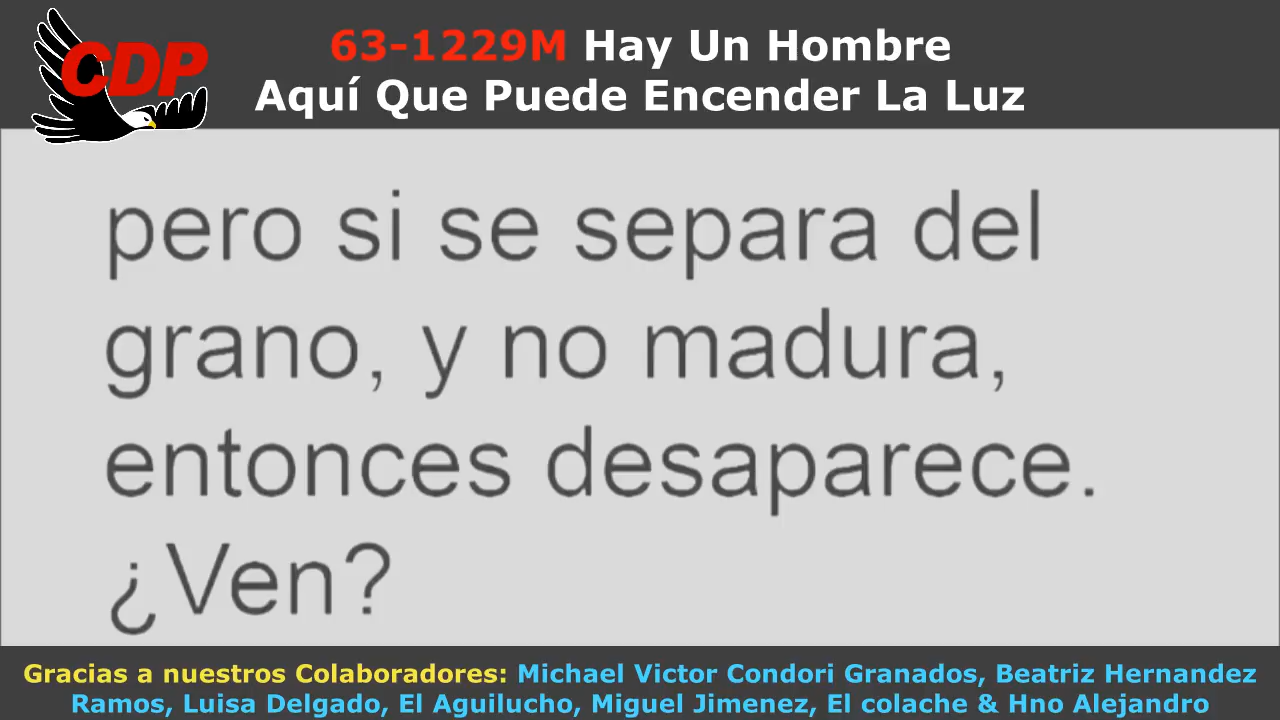 CDP
63-1229M Hay Un Hombre
Aquí Que Puede Encender La Luz
pero si se separa del
grano, y no madura,
entonces desaparece.
¿Ven?
Gracias a nuestros Colaboradores: Michael Victor Condori Granados, Beatriz Hernandez
Ramos, Luisa Delgado, El Aguilucho, Miguel Jimenez, El colache & Hno Alejandro